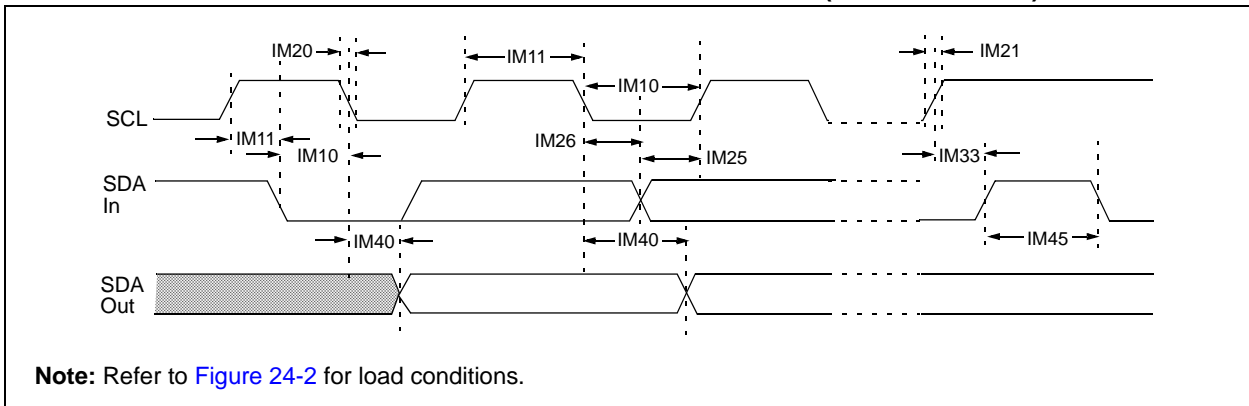 IM20
IM11
IM21
IM10
SCL
IM11
IM26
IM10
IM25
IM33
SDA
In
IM40
IM40
IM45
SDA
Out
Note: Refer to Figure 24-2 for load conditions.